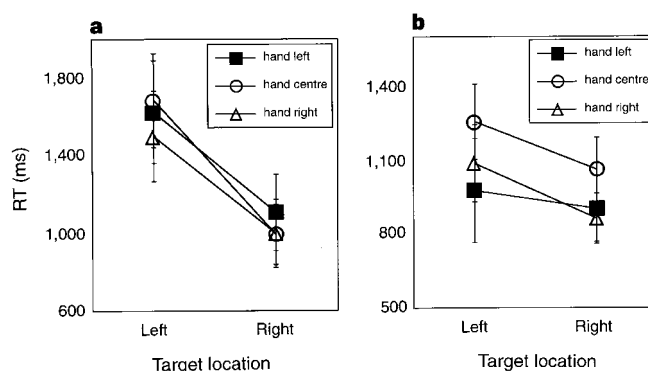 a
hand left
hand centre
hand right
1,800
1,400
1,000
600
RT (ms)
Left Right
Target location
b
hand left
hand centre
hand right
1,400
1,100
800
500
Left Right
Target location